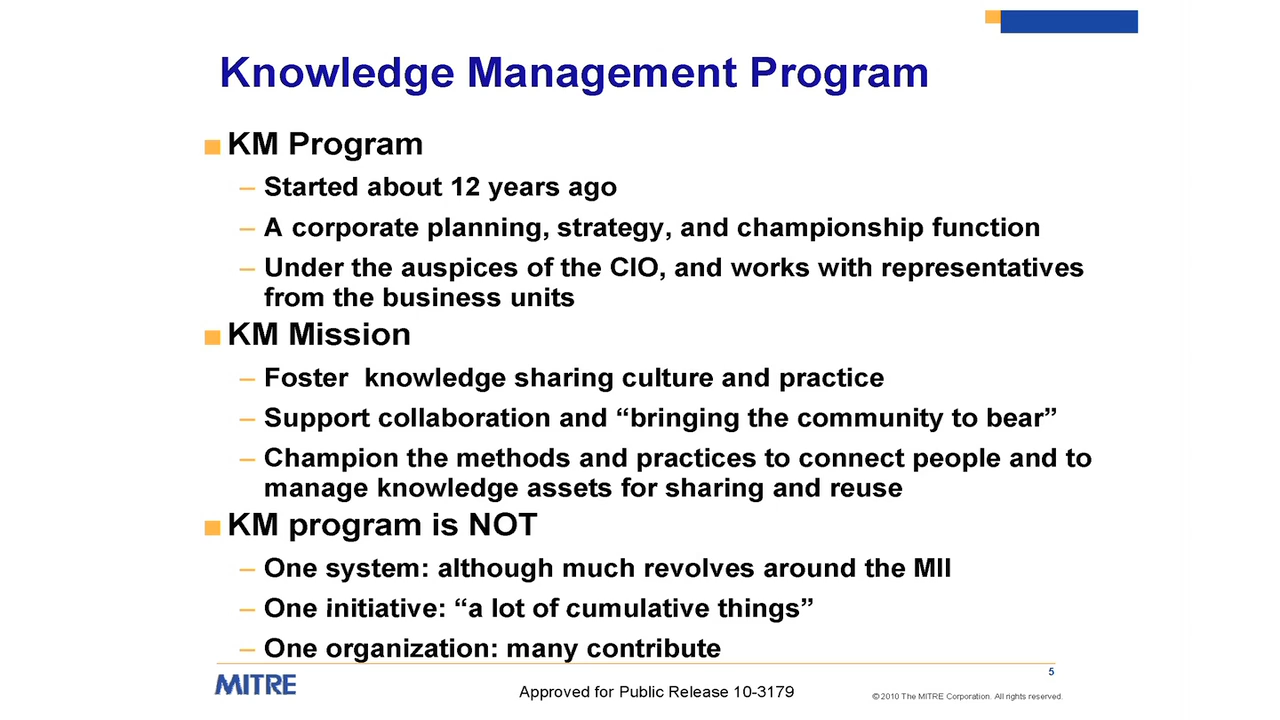 Knowledge Management Program
KM Program
– Started about 12 years ago
– A corporate planning, strategy, and championship function
– Under the auspices of the CIO, and works with representatives
from the business units
KM Mission
– Foster  knowledge sharing culture and practice
– Support collaboration and “bringing the community to bear”
– Champion the methods and practices to connect people and to
manage knowledge assets for sharing and reuse
KM program is NOT
– One system: although much revolves around the MII
– One initiative: “a lot of cumulative things”
– One organization: many contribute
5
MITRE
Approved for Public Release 10-3179
© 2010 The MITRE Corporation. All rights reserved.